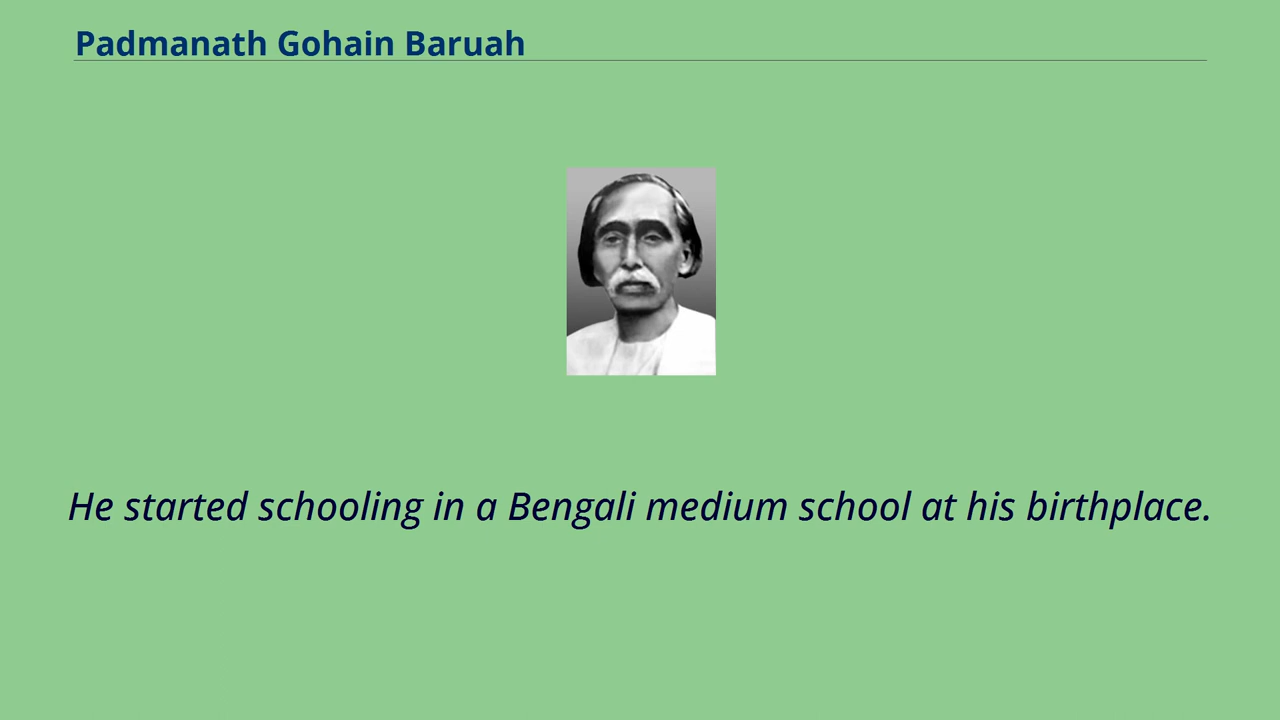 Padmanath Gohain Baruah
He started schooling in a Bengali medium school at his birthplace.